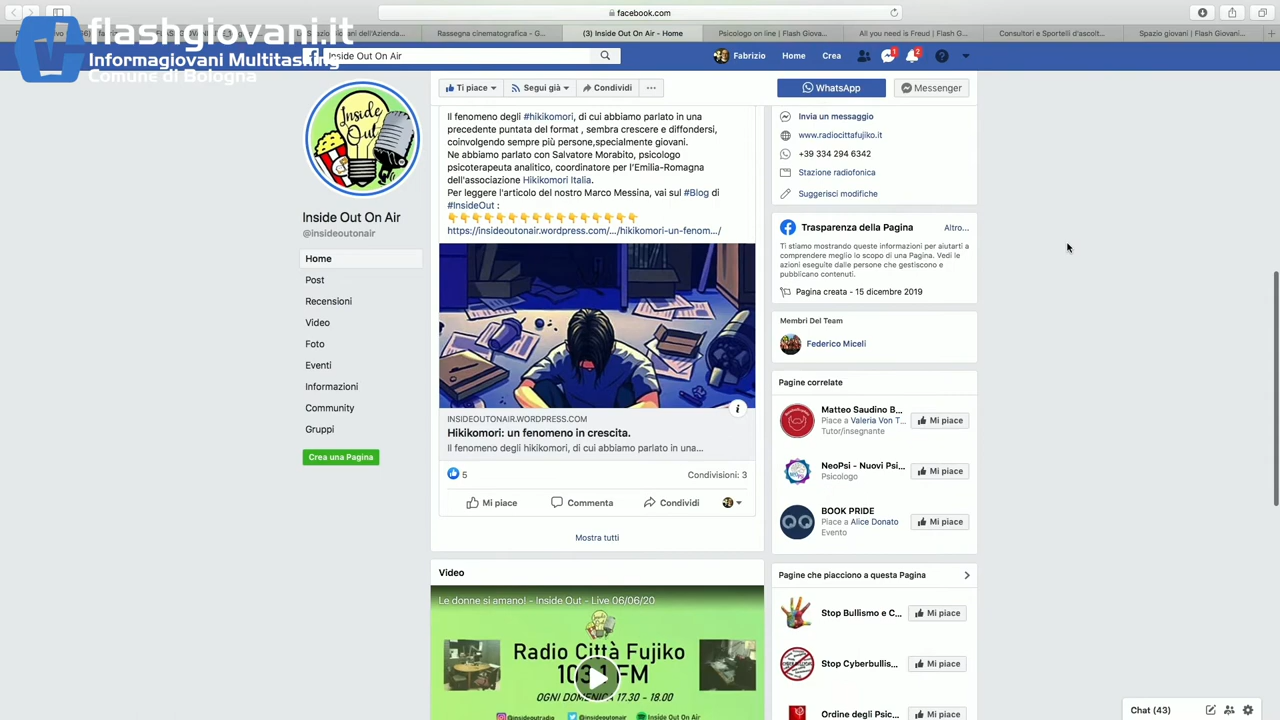 flashgiovani.it
Informagiovani Multitasking
Comune di Bologna
facebook.com
Rassegna cinematografica - G...
(3) Inside Out On Air - Home
Psicologo on line | Flash Giova...
All you need is Freud | Flash G...
Consultori e Sportelli d'ascolt...
Spazio giovani | Flash Giovani...
Inside Out On Air
Fabrizio
Home
Crea
1
2
Ti piace
Segui già
Condividi
...
WhatsApp
Messenger
Inside Out
Inside Out On Air
@insideoutonair
Home
Post
Recensioni
Video
Foto
Eventi
Informazioni
Community
Gruppi
Crea una Pagina
Il fenomeno degli #hikikomori, di cui abbiamo parlato in una
precedente puntata del format , sembra crescere e diffondersi,
coinvolgendo sempre più persone,specialmente giovani.
Ne abbiamo parlato con Salvatore Morabito, psicologo
psicoterapeuta analitico, coordinatore per l'Emilia-Romagna
dell'associazione Hikikomori Italia.
Per leggere l'articolo del nostro Marco Messina, vai sul #Blog di
#InsideOut :
👇👇👇👇👇👇👇👇👇👇👇👇👇👇👇
https://insideoutonair.wordpress.com/.../hikikomori-un-fenom.../
INSIDEOUTONAIR.WORDPRESS.COM
Hikikomori: un fenomeno in crescita.
Il fenomeno degli hikikomori, di cui abbiamo parlato in una...
5
Condivisioni: 3
Mi piace
Commenta
Condividi
Mostra tutti
Video
Le donne si amano! - Inside Out - Live 06/06/20
Radio Città Fujiko
103.1 FM
OGNI DOMENICA 17.30 - 18.00
@insideoutradio
@insideoutonair
Inside Out On Air
Invia un messaggio
www.radiocittafujiko.it
+39 334 294 6342
Stazione radiofonica
Suggerisci modifiche
Trasparenza della Pagina
Altro...
Ti stiamo mostrando queste informazioni per aiutarti a
comprendere meglio lo scopo di una Pagina. Vedi le
azioni eseguite dalle persone che gestiscono e
pubblicano contenuti.
Pagina creata - 15 dicembre 2019
Membri Del Team
Federico Miceli
Pagine correlate
Matteo Saudino B...
Piace a Valeria Von T...
Tutor/insegnante
Mi piace
NeoPsi - Nuovi Psi...
Psicologo
Mi piace
BOOK PRIDE
Piace a Alice Donato
Evento
Mi piace
Pagine che piacciono a questa Pagina
Stop Bullismo e C...
Mi piace
Stop Cyberbullis...
Mi piace
Ordine degli Psic...
Mi piace
Chat (43)